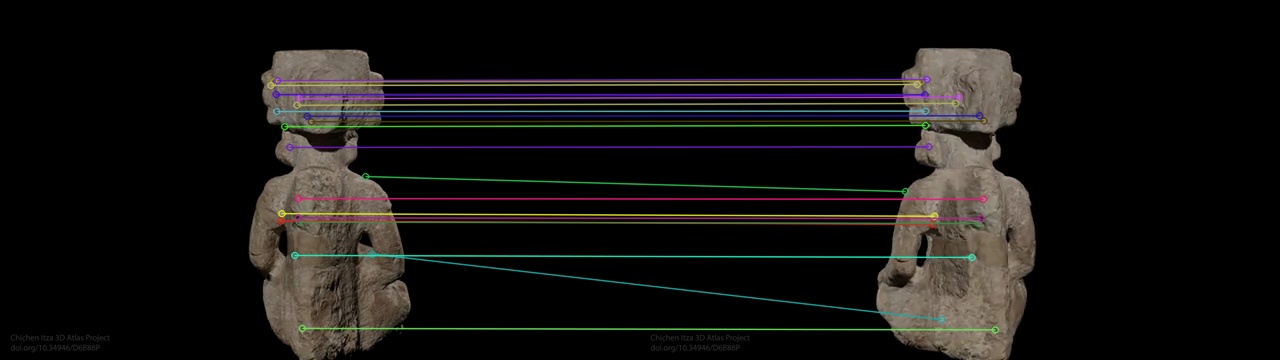 Chichen Itza 3D Atlas Project
doi.org/10.34946/D6B88P
Chichen Itza 3D Atlas Project
doi.org/10.34946/D6B88P